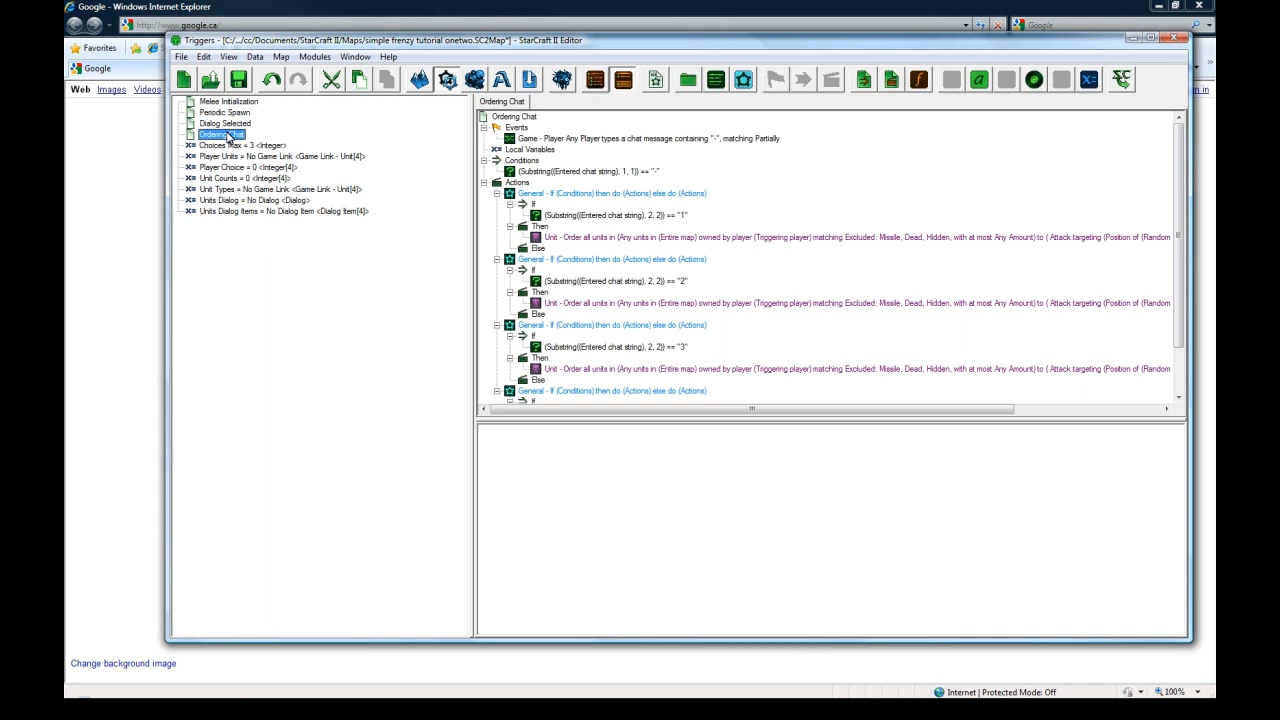 Google - Windows Internet Explorer
http://www.google.ca/
Google
Triggers - [C:/.../cc/Documents/StarCraft II/Maps/simple frenzy tutorial onetwo.SC2Map*] - StarCraft II Editor
Favorites
File Edit View Data Map Modules Window Help
Google
Web Images Videos
Melee Initialization
Periodic Spawn
Dialog Selected
Ordering Chat
Choices Max = 3 <Integer>
Player Units = No Game Link <Game Link - Unit[4]>
Player Choice = 0 <Integer[4]>
Unit Counts = 0 <Integer[4]>
Unit Types = No Game Link <Game Link - Unit[4]>
Units Dialog = No Dialog <Dialog>
Units Dialog Items = No Dialog Item <Dialog Item[4]>
Ordering Chat
Ordering Chat
Events
Game - Player Any Player types a chat message containing "-", matching Partially
Local Variables
Conditions
(Substring((Entered chat string), 1, 1)) == "-"
Actions
General - If (Conditions) then do (Actions) else do (Actions)
If
(Substring((Entered chat string), 2, 2)) == "1"
Then
Unit - Order all units in (Any units in (Entire map) owned by player (Triggering player) matching Excluded: Missile, Dead, Hidden, with at most Any Amount) to ( Attack targeting (Position of (Random
Else
General - If (Conditions) then do (Actions) else do (Actions)
If
(Substring((Entered chat string), 2, 2)) == "2"
Then
Unit - Order all units in (Any units in (Entire map) owned by player (Triggering player) matching Excluded: Missile, Dead, Hidden, with at most Any Amount) to ( Attack targeting (Position of (Random
Else
General - If (Conditions) then do (Actions) else do (Actions)
If
(Substring((Entered chat string), 2, 2)) == "3"
Then
Unit - Order all units in (Any units in (Entire map) owned by player (Triggering player) matching Excluded: Missile, Dead, Hidden, with at most Any Amount) to ( Attack targeting (Position of (Random
Else
General - If (Conditions) then do (Actions) else do (Actions)
If
n in
Change background image
Internet | Protected Mode: Off
100%